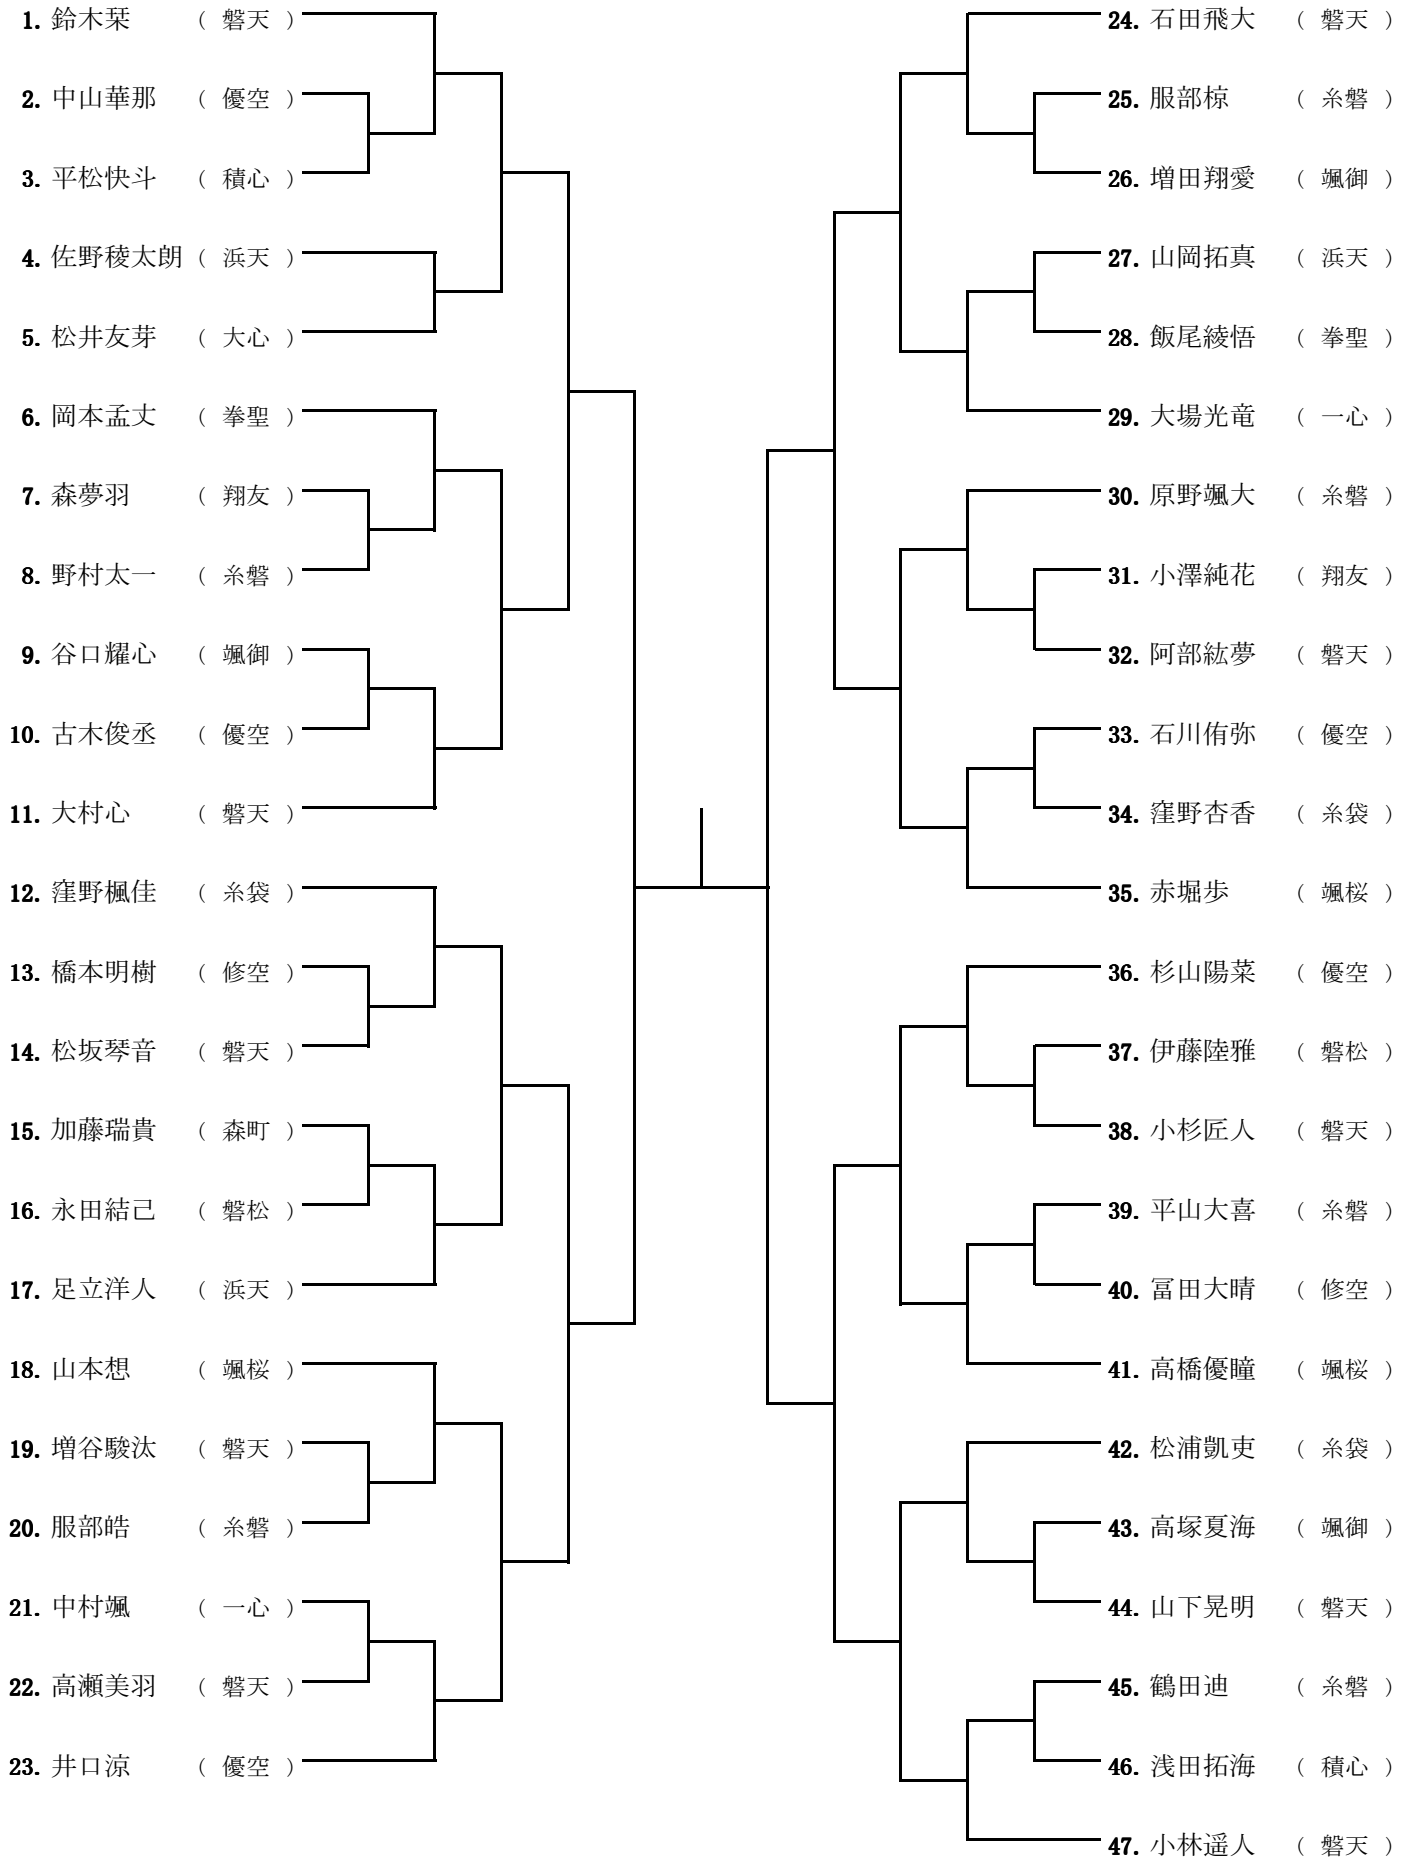 1. 鈴木栞 ( 磐天 )
2. 中山華那 ( 優空 )
3. 平松快斗 ( 積心 )
4. 佐野稜太朗 ( 浜天 )
5. 松井友芽 ( 大心 )
6. 岡本孟丈 ( 拳聖 )
7. 森夢羽 ( 翔友 )
8. 野村太一 ( 糸磐 )
9. 谷口耀心 ( 颯御 )
10. 古木俊丞 ( 優空 )
11. 大村心 ( 磐天 )
12. 窪野楓佳 ( 糸袋 )
13. 橋本明樹 ( 修空 )
14. 松坂琴音 ( 磐天 )
15. 加藤瑞貴 ( 森町 )
16. 永田結己 ( 磐松 )
17. 足立洋人 ( 浜天 )
18. 山本想 ( 颯桜 )
19. 増谷駿汰 ( 磐天 )
20. 服部皓 ( 糸磐 )
21. 中村颯 ( 一心 )
22. 高瀬美羽 ( 磐天 )
23. 井口涼 ( 優空 )
24. 石田飛大 ( 磐天 )
25. 服部椋 ( 糸磐 )
26. 増田翔愛 ( 颯御 )
27. 山岡拓真 ( 浜天 )
28. 飯尾綾悟 ( 拳聖 )
29. 大場光竜 ( 一心 )
30. 原野颯大 ( 糸磐 )
31. 小澤純花 ( 翔友 )
32. 阿部紘夢 ( 磐天 )
33. 石川侑弥 ( 優空 )
34. 窪野杏香 ( 糸袋 )
35. 赤堀歩 ( 颯桜 )
36. 杉山陽菜 ( 優空 )
37. 伊藤陸雅 ( 磐松 )
38. 小杉匠人 ( 磐天 )
39. 平山大喜 ( 糸磐 )
40. 冨田大晴 ( 修空 )
41. 高橋優瞳 ( 颯桜 )
42. 松浦凱吏 ( 糸袋 )
43. 高塚夏海 ( 颯御 )
44. 山下晃明 ( 磐天 )
45. 鶴田迪 ( 糸磐 )
46. 浅田拓海 ( 積心 )
47. 小林遥人 ( 磐天 )